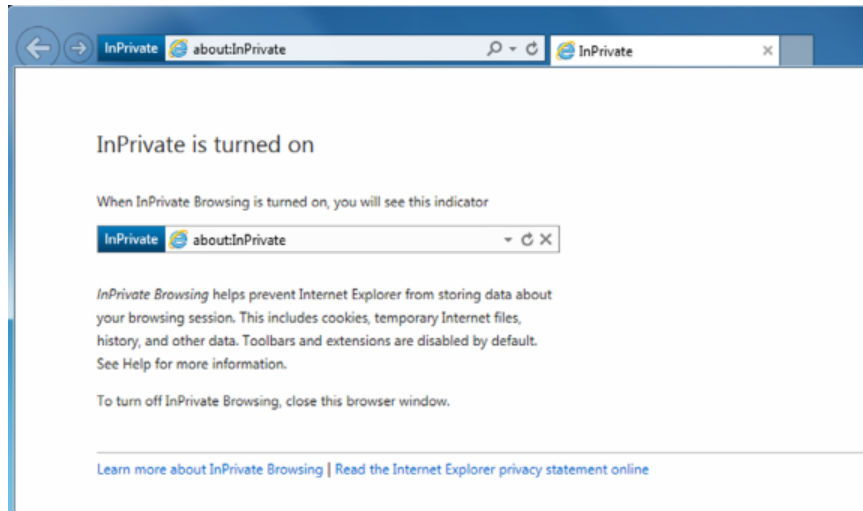 InPrivate about:InPrivate InPrivate
InPrivate is turned on
When InPrivate Browsing is turned on, you will see this indicator
InPrivate about:InPrivate
InPrivate Browsing helps prevent Internet Explorer from storing data about
your browsing session. This includes cookies, temporary Internet files,
history, and other data. Toolbars and extensions are disabled by default.
See Help for more information.
To turn off InPrivate Browsing, close this browser window.
Learn more about InPrivate Browsing | Read the Internet Explorer privacy statement online